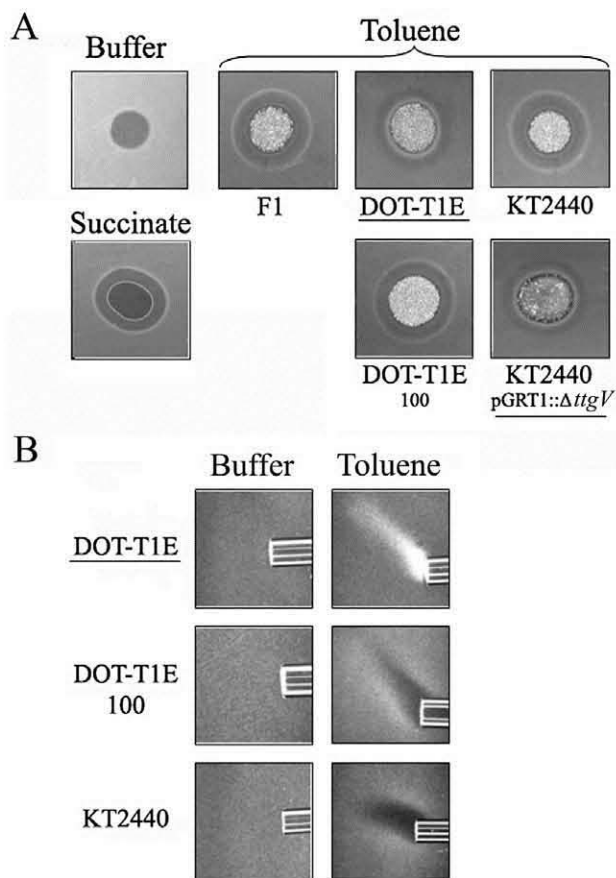 A
Buffer
Toluene
F1
DOT-T1E
KT2440
Succinate
DOT-T1E
100
KT2440
pGRT1::ΔttgV
B
Buffer
Toluene
DOT-T1E
DOT-T1E
100
KT2440